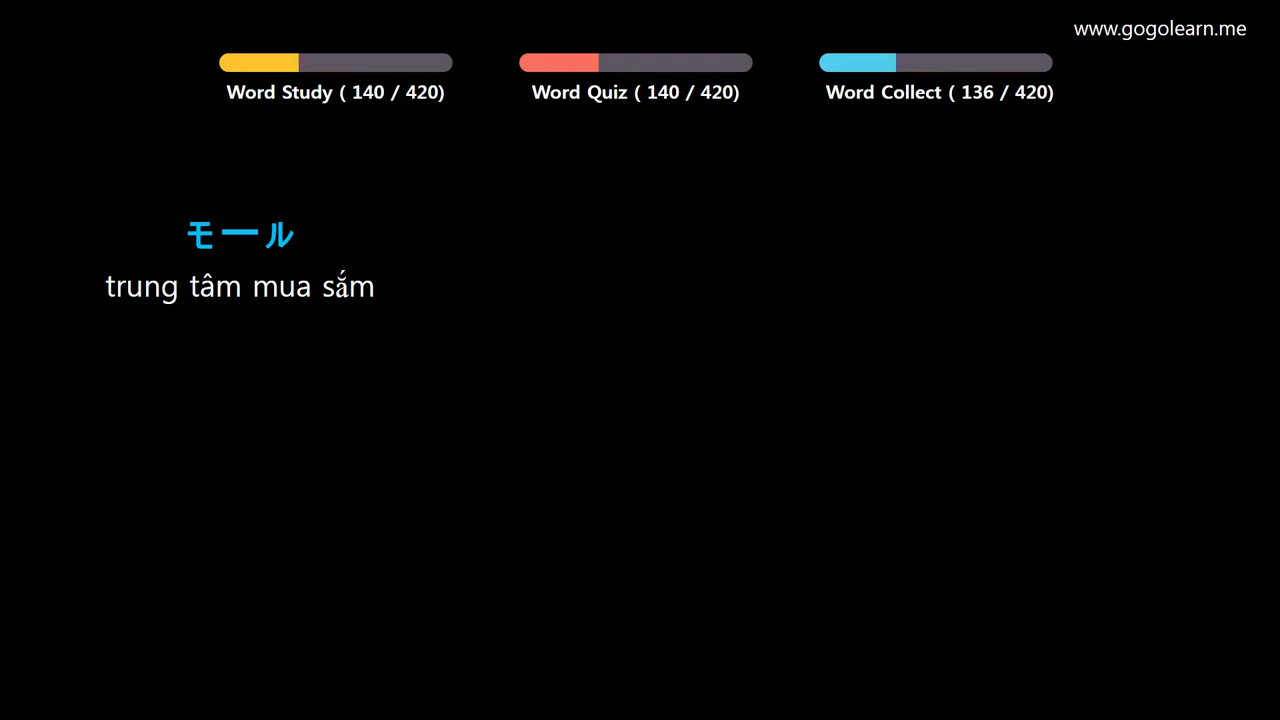 www.gogolearn.me
Word Study ( 140 / 420)
Word Quiz ( 140 / 420)
Word Collect ( 136 / 420)
モール
trung tâm mua sắm